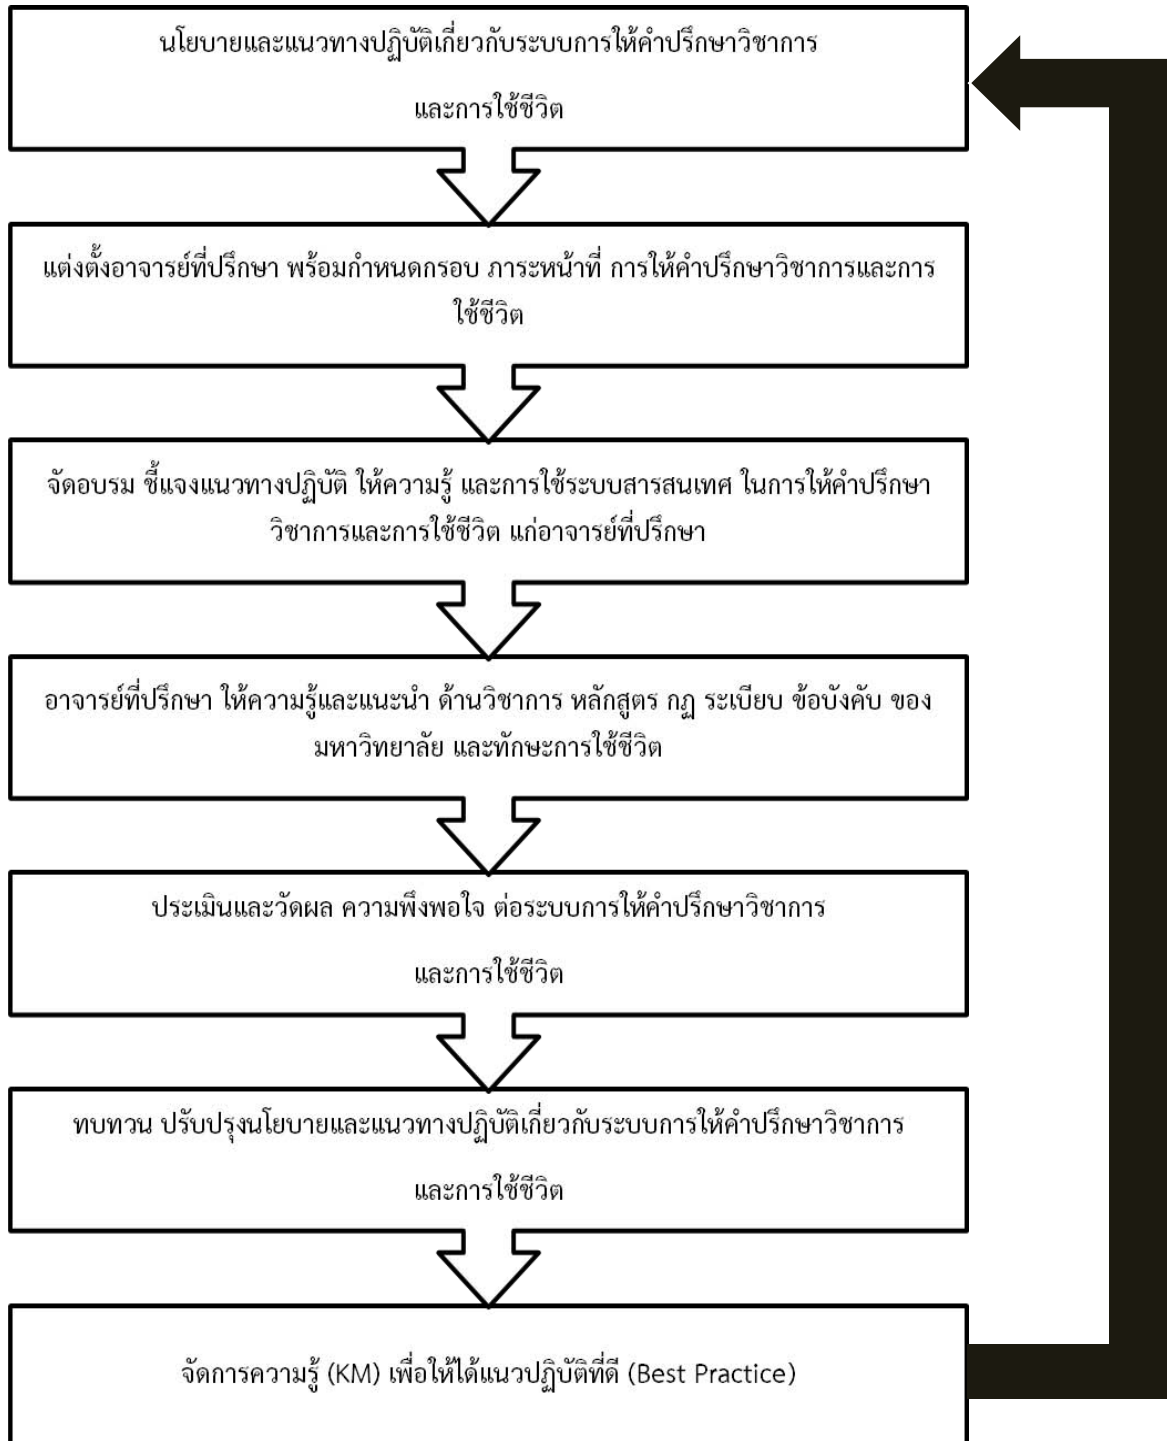 นโยบายและแนวทางปฏิบัติเกี่ยวกับระบบการให้คำปรึกษาวิชาการ
และการใช้ชีวิต
แต่งตั้งอาจารย์ที่ปรึกษา พร้อมกำหนดกรอบ ภาระหน้าที่ การให้คำปรึกษาวิชาการและการ
ใช้ชีวิต
จัดอบรม ชี้แจงแนวทางปฏิบัติ ให้ความรู้ และการใช้ระบบสารสนเทศ ในการให้คำปรึกษา
วิชาการและการใช้ชีวิต แก่อาจารย์ที่ปรึกษา
อาจารย์ที่ปรึกษา ให้ความรู้และแนะนำ ด้านวิชาการ หลักสูตร กฏ ระเบียบ ข้อบังคับ ของ
มหาวิทยาลัย และทักษะการใช้ชีวิต
ประเมินและวัดผล ความพึงพอใจ ต่อระบบการให้คำปรึกษาวิชาการ
และการใช้ชีวิต
ทบทวน ปรับปรุงนโยบายและแนวทางปฏิบัติเกี่ยวกับระบบการให้คำปรึกษาวิชาการ
และการใช้ชีวิต
จัดการความรู้ (KM) เพื่อให้ได้แนวปฏิบัติที่ดี (Best Practice)